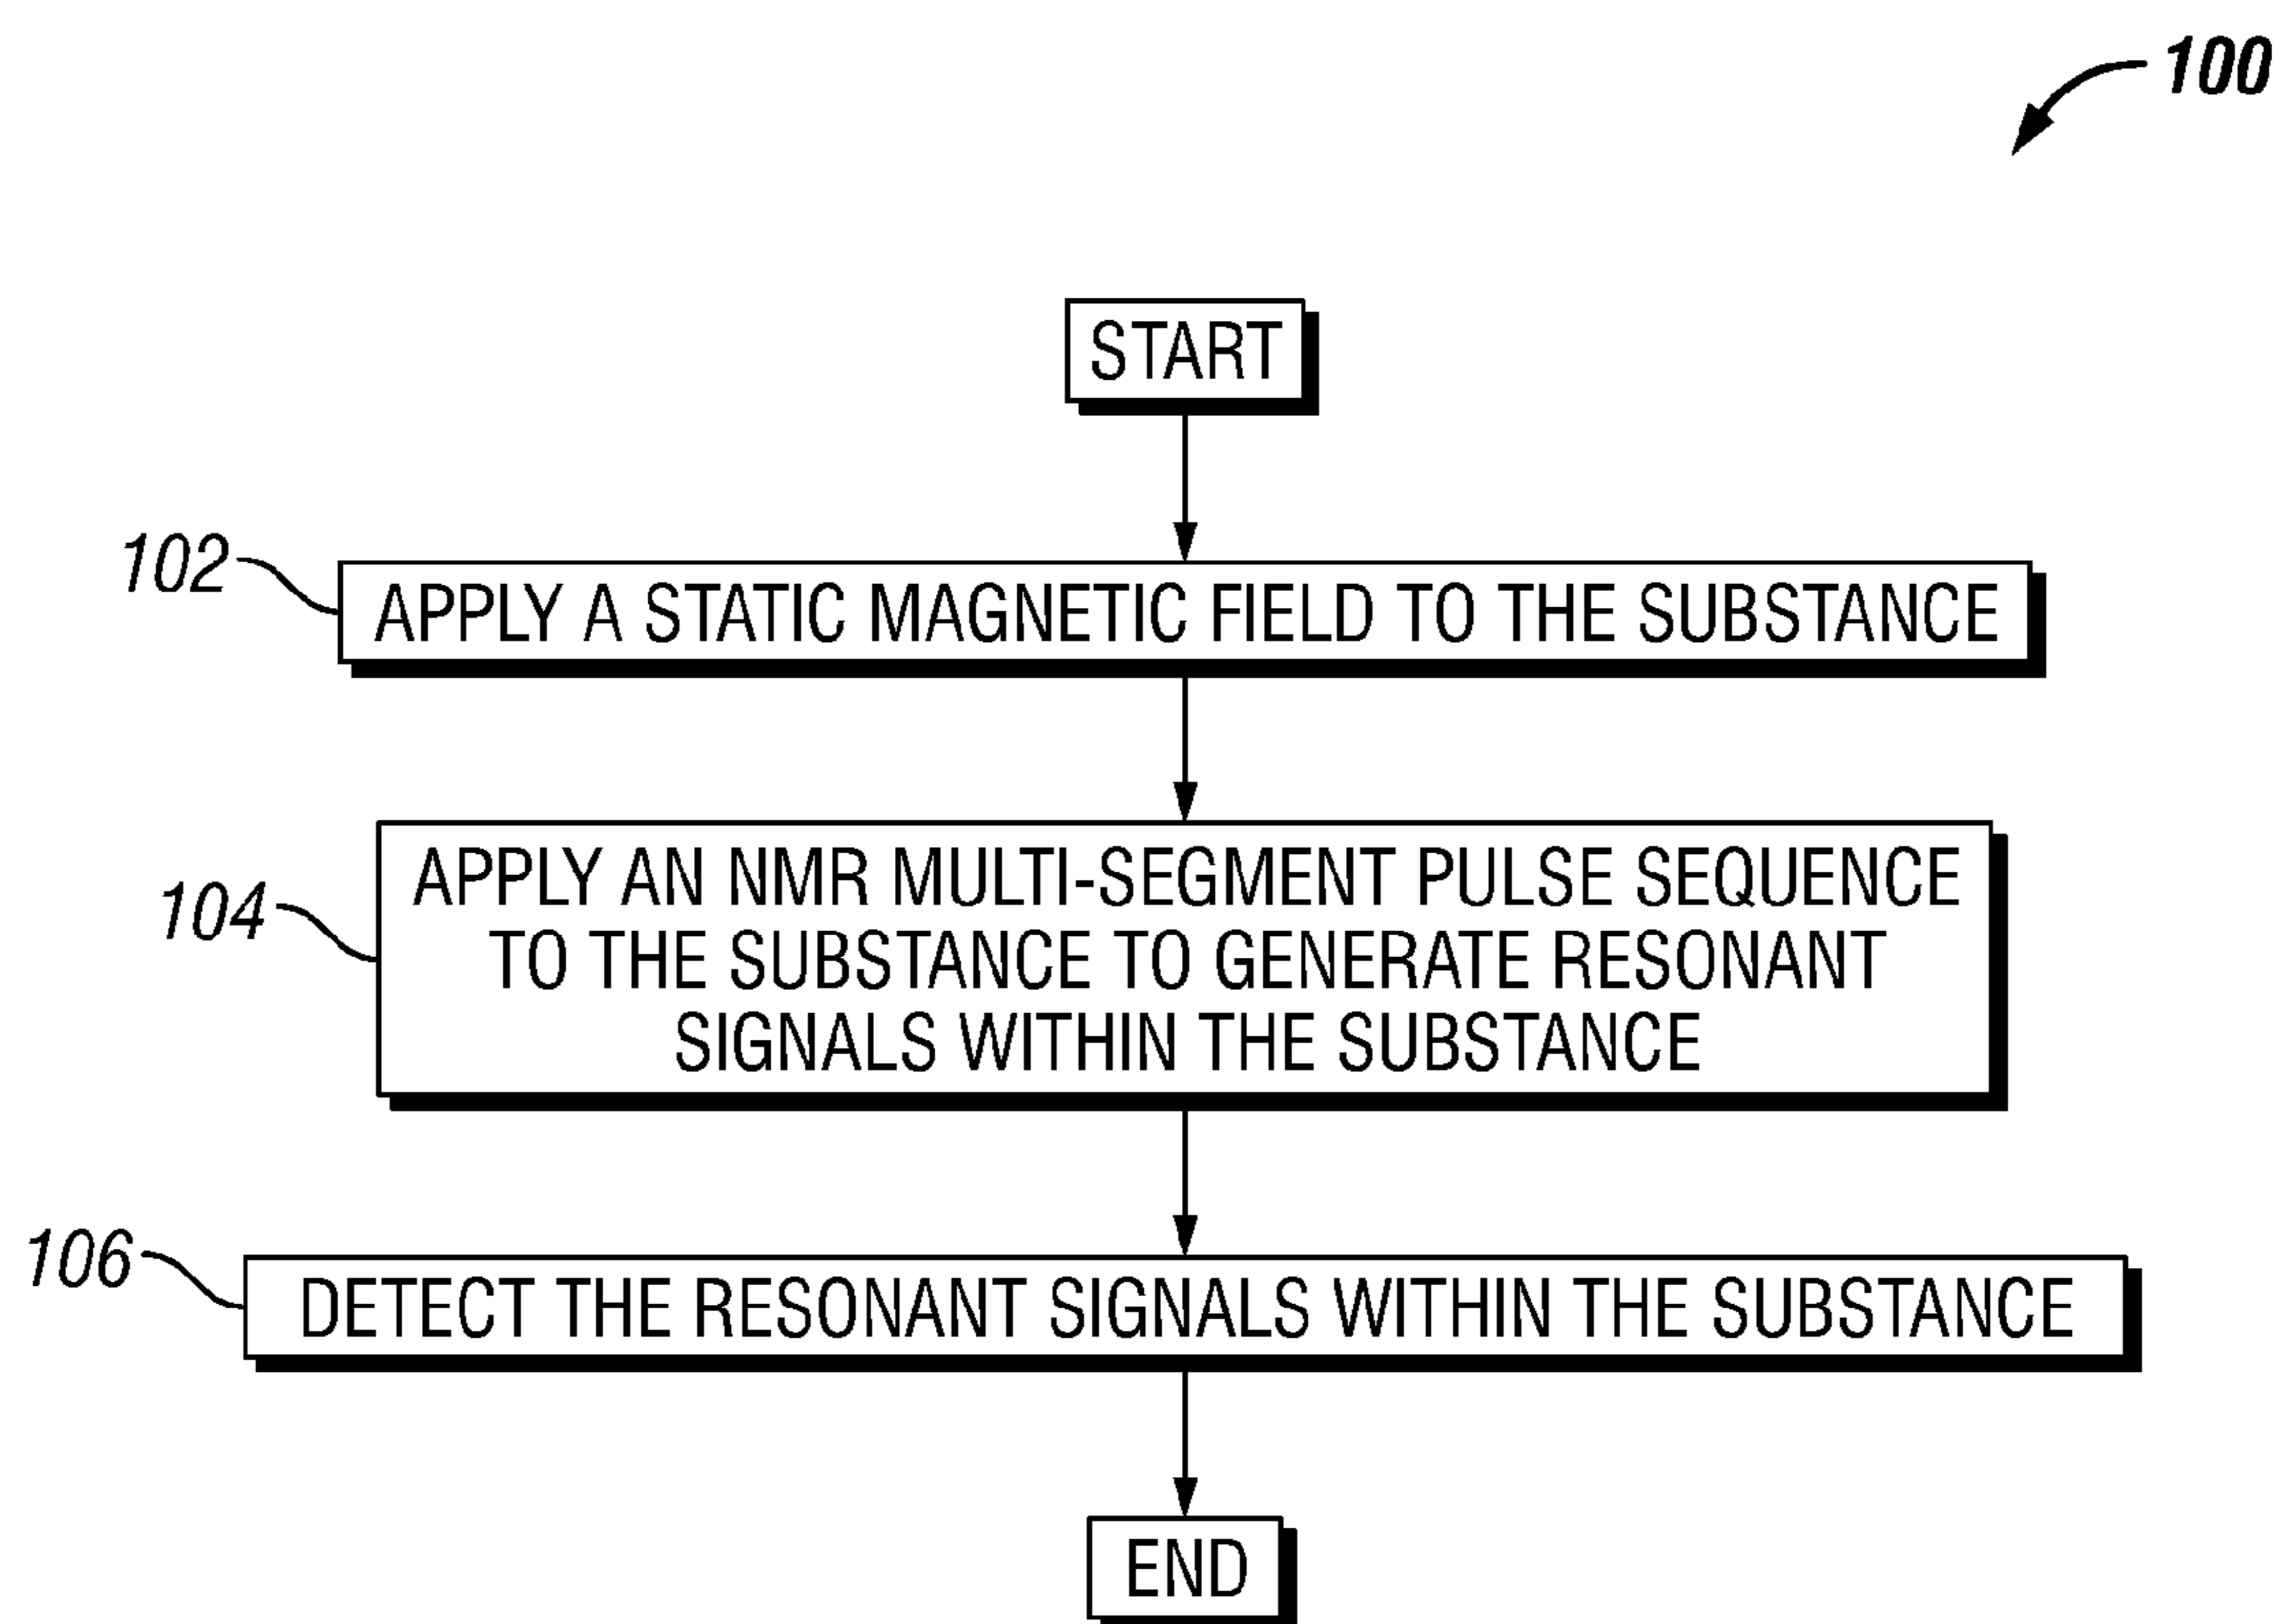 100
START
102
APPLY A STATIC MAGNETIC FIELD TO THE SUBSTANCE
104
APPLY AN NMR MULTI-SEGMENT PULSE SEQUENCE
TO THE SUBSTANCE TO GENERATE RESONANT
SIGNALS WITHIN THE SUBSTANCE
106
DETECT THE RESONANT SIGNALS WITHIN THE SUBSTANCE
END